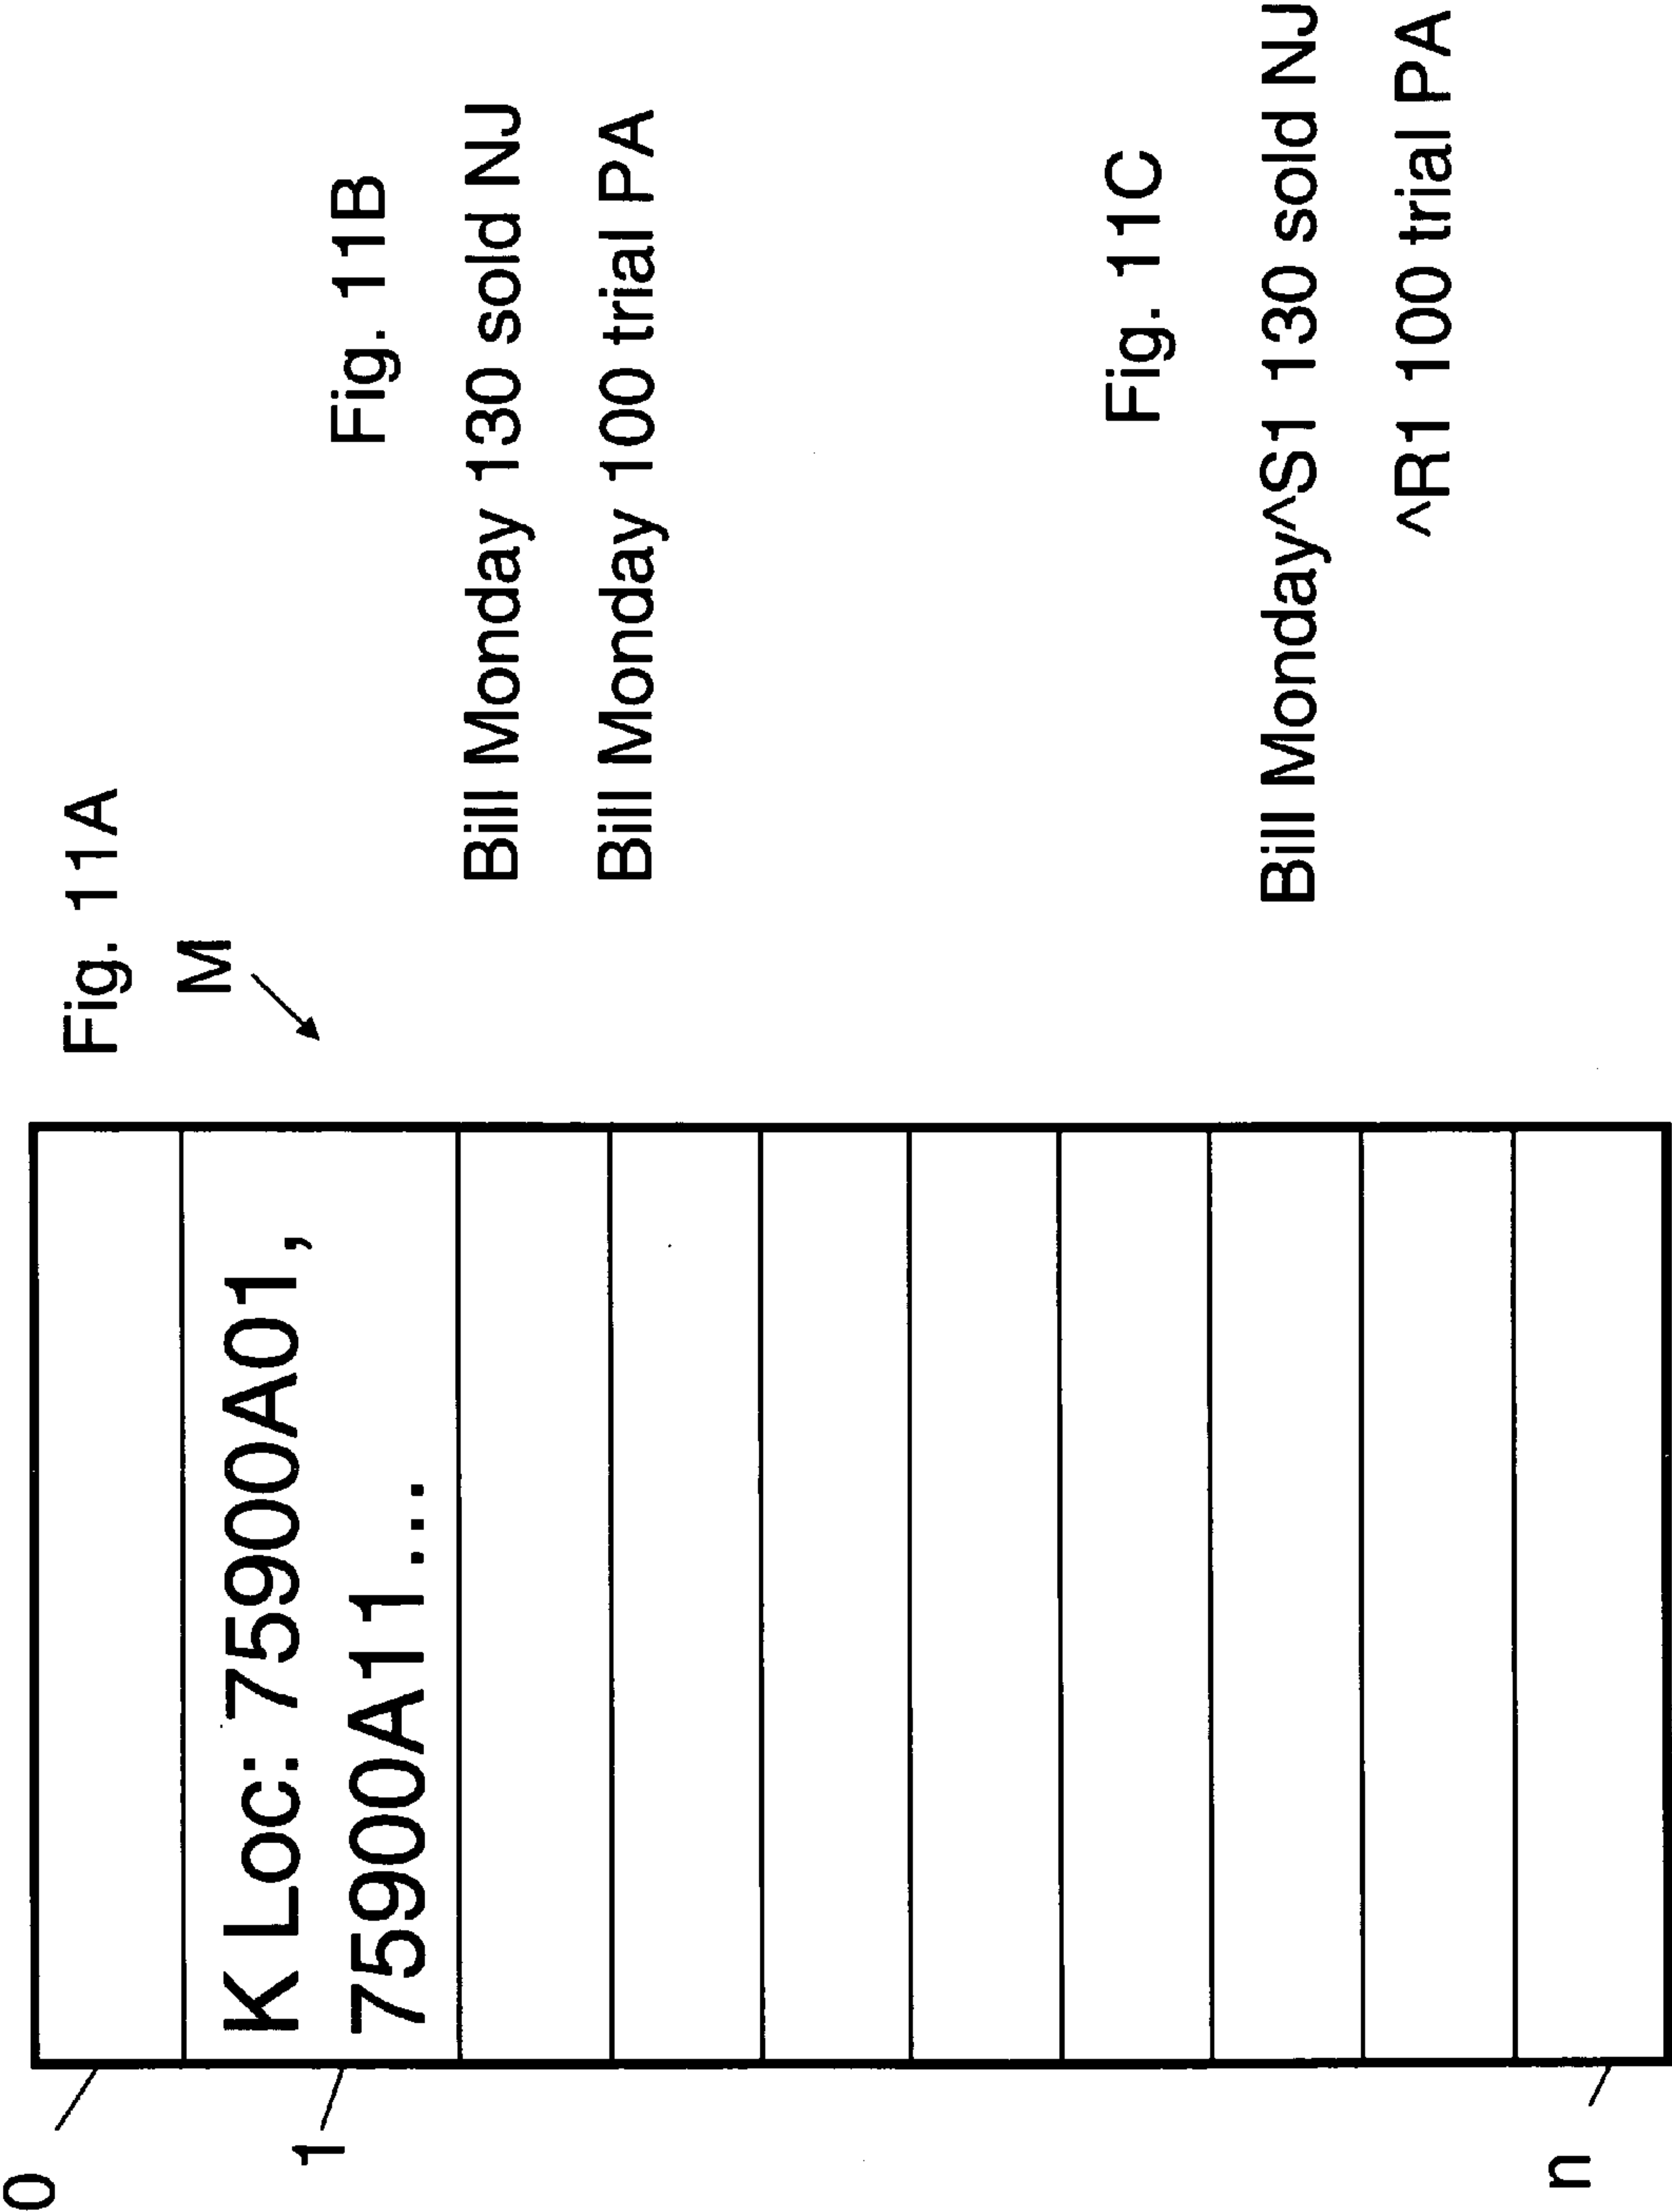 Fig. 11A
M
0
1
n
K Loc: 75900A01,
75900A11...
Fig. 11B
Bill Monday 130 sold NJ
Bill Monday 100 trial PA
Fig. 11C
Bill Monday^S1 130 sold NJ
^R1 100 trial PA